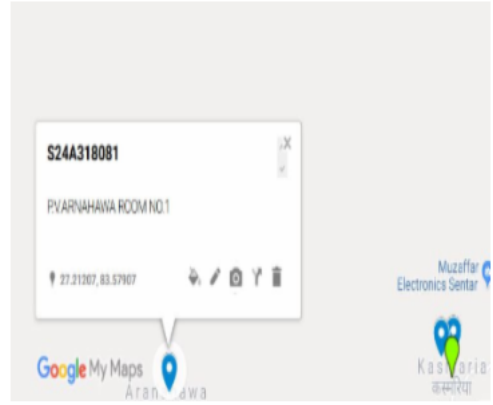 S24A318081
P.V.ARNAHAWA ROOM NO.1
27.21207, 83.57907
Muzaffar
Electronics Sentar
Google My Maps